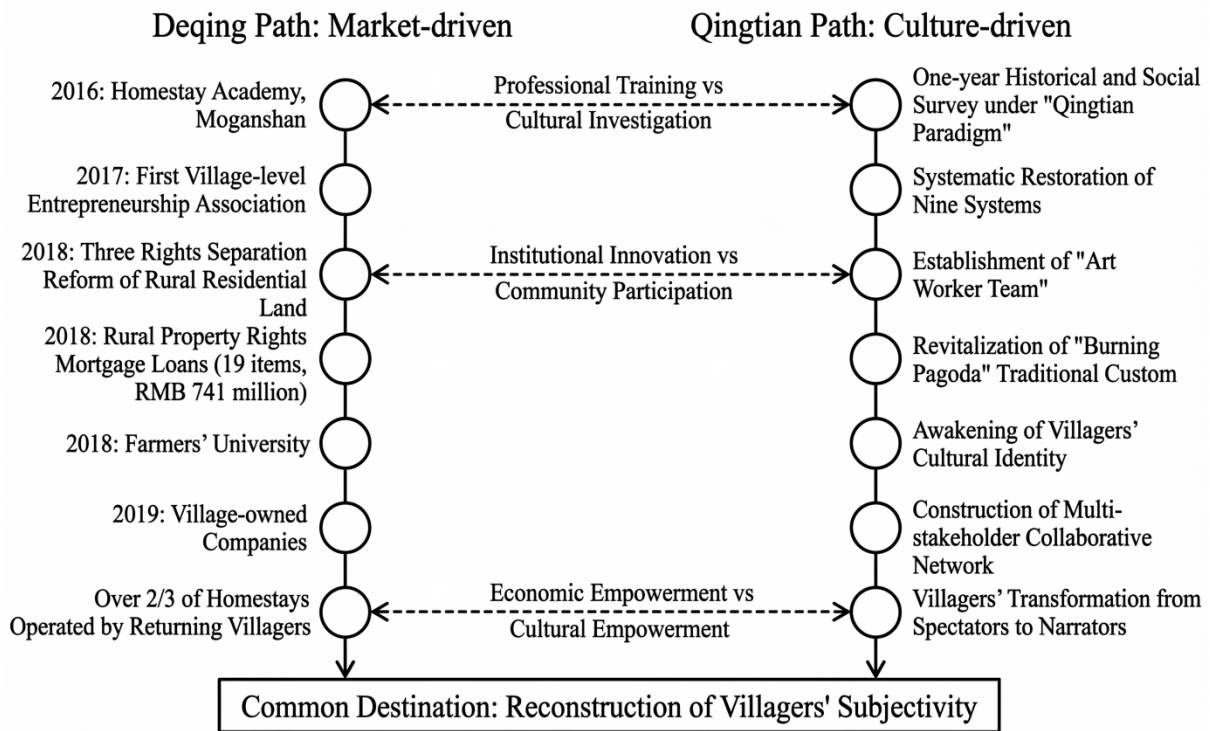 Deqing Path: Market-driven
Qingtian Path: Culture-driven
2016: Homestay Academy,
Moganshan
Professional Training vs
Cultural Investigation
One-year Historical and Social
Survey under "Qingtian
Paradigm"
2017: First Village-level
Entrepreneurship Association
Systematic Restoration of
Nine Systems
2018: Three Rights Separation
Reform of Rural Residential
Land
Institutional Innovation vs
Community Participation
Establishment of "Art
Worker Team"
2018: Rural Property Rights
Mortgage Loans (19 items,
RMB 741 million)
Revitalization of "Burning
Pagoda" Traditional Custom
2018: Farmers’ University
Awakening of Villagers’
Cultural Identity
2019: Village-owned
Companies
Construction of Multi-
stakeholder Collaborative
Network
Over 2/3 of Homestays
Operated by Returning Villagers
Economic Empowerment vs
Cultural Empowerment
Villagers’ Transformation from
Spectators to Narrators
Common Destination: Reconstruction of Villagers' Subjectivity